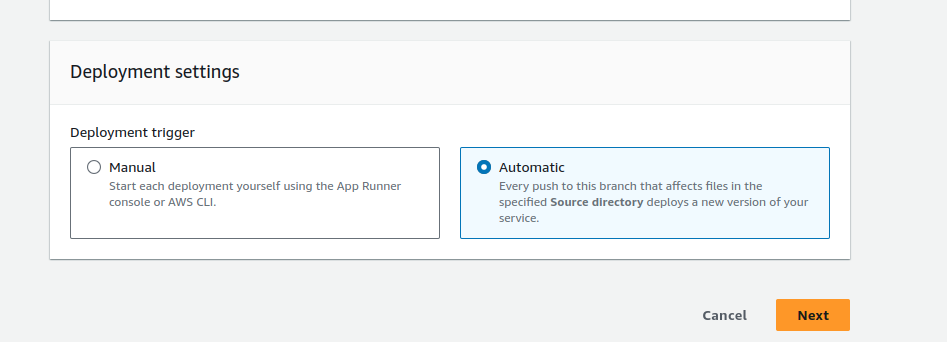 Deployment settings
Deployment trigger
Manual
Start each deployment yourself using the App Runner
console or AWS CLI.
Automatic
Every push to this branch that affects files in the
specified Source directory deploys a new version of your
service.
Cancel
Next